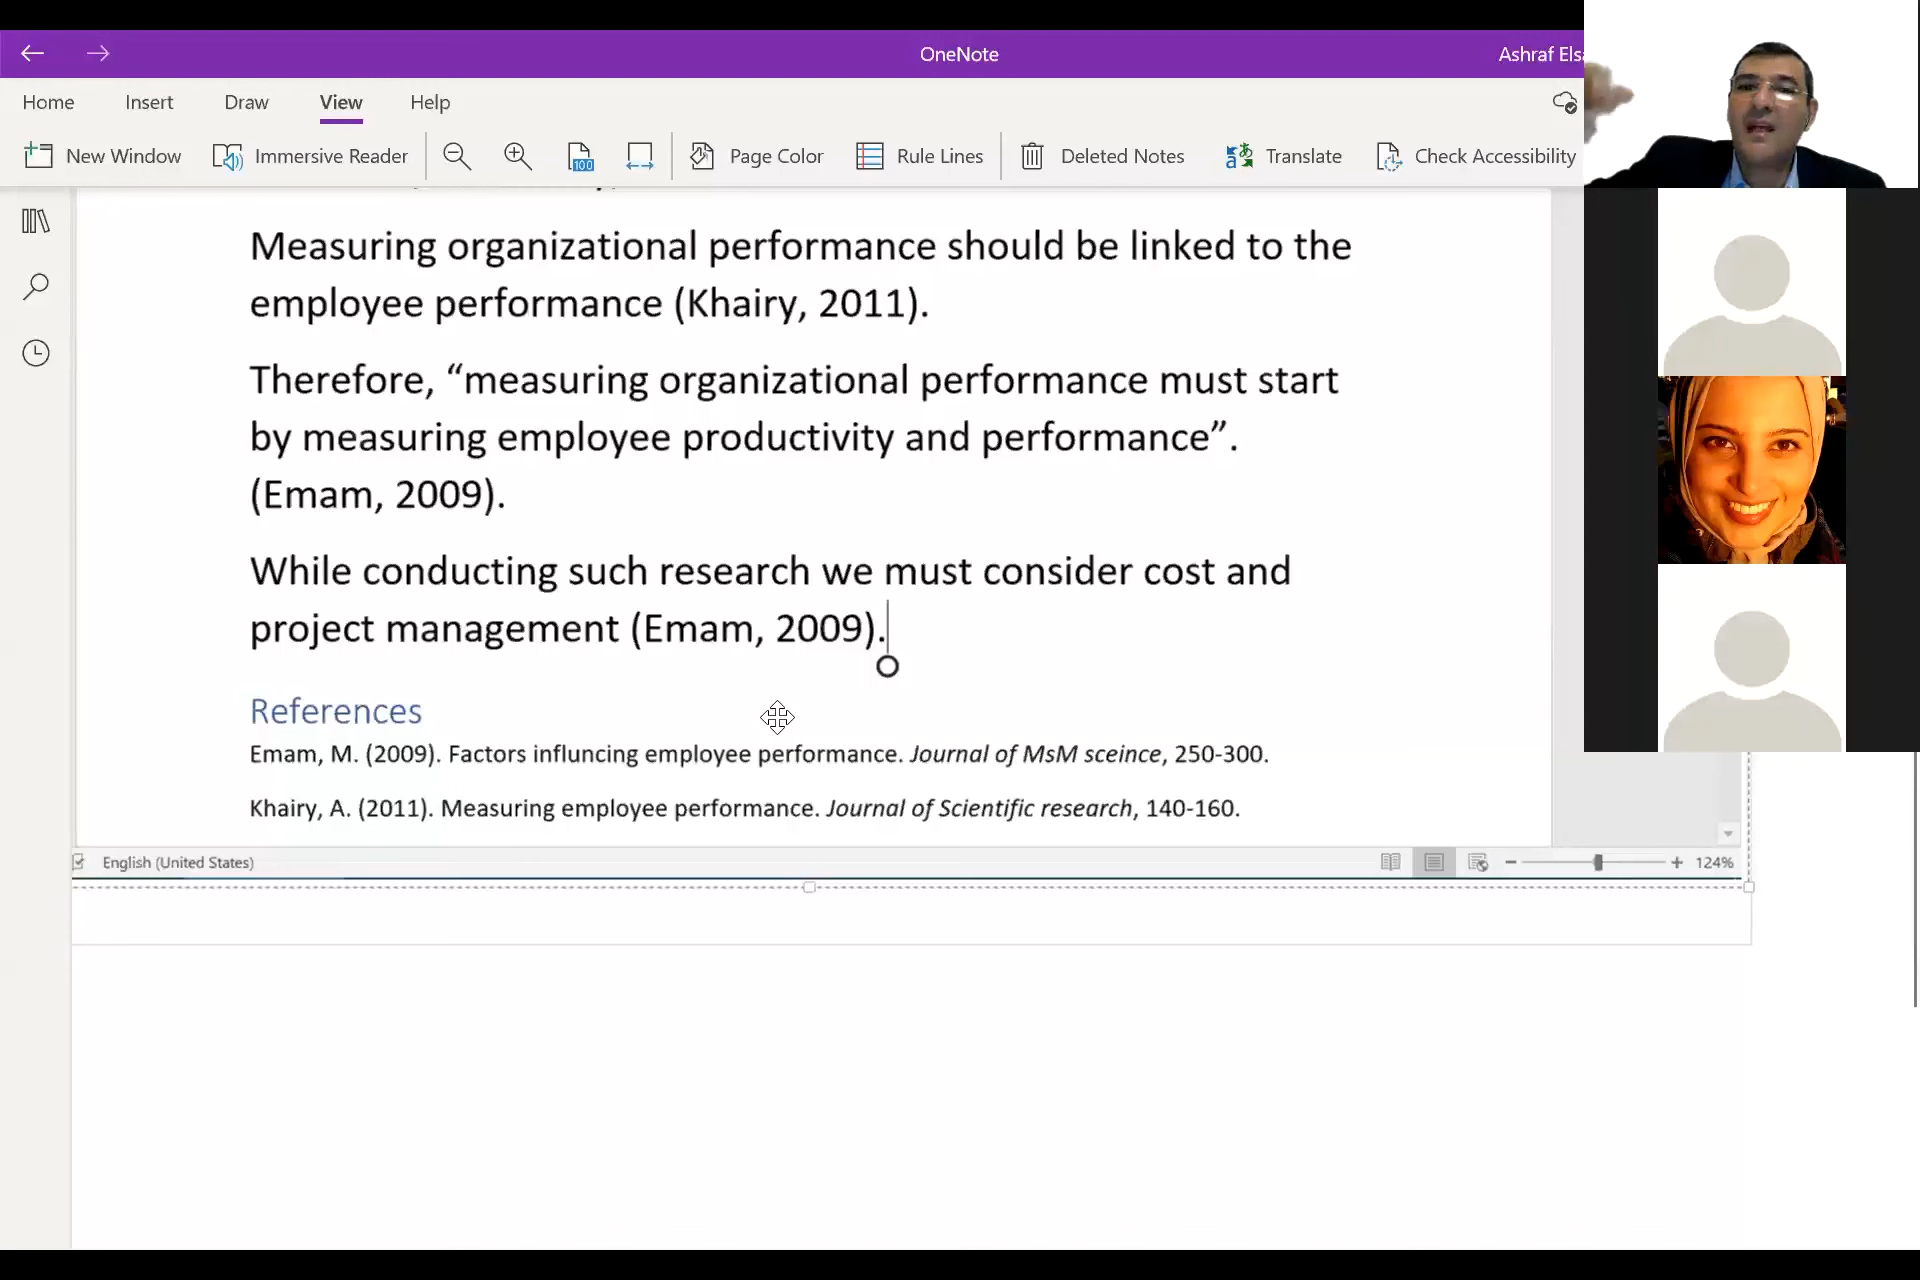 OneNote
Ashraf Elsa
Home Insert Draw View Help
New Window Immersive Reader 100 Page Color Rule Lines Deleted Notes Translate Check Accessibility
Measuring organizational performance should be linked to the
employee performance (Khairy, 2011).
Therefore, “measuring organizational performance must start
by measuring employee productivity and performance”.
(Emam, 2009).
While conducting such research we must consider cost and
project management (Emam, 2009).
References
Emam, M. (2009). Factors influncing employee performance. Journal of MsM sceince, 250-300.
Khairy, A. (2011). Measuring employee performance. Journal of Scientific research, 140-160.
English (United States)
124%